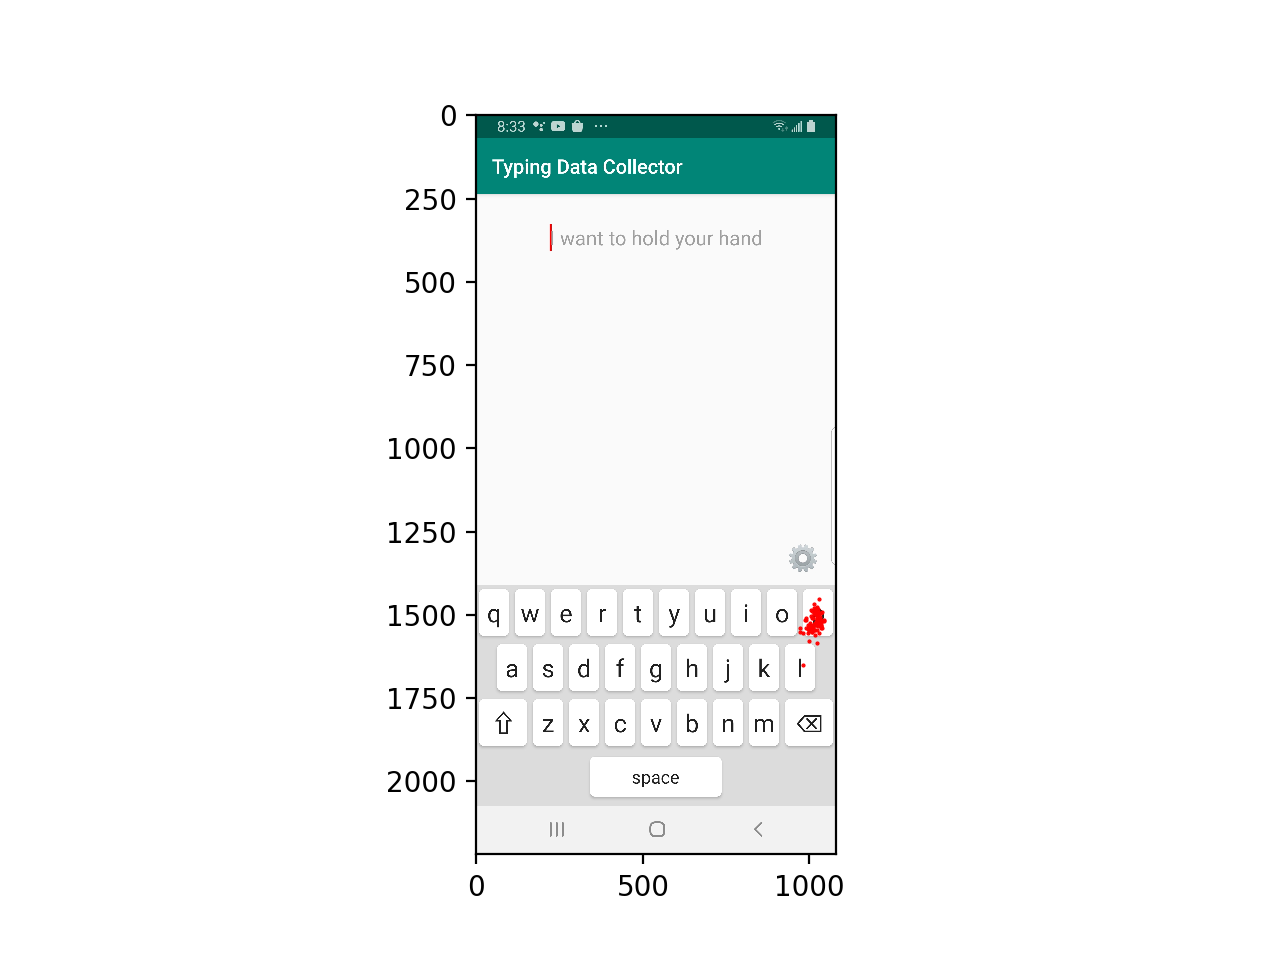 0
8:33
Typing Data Collector
250
want to hold your hand
500
750
1000
1250
1500
q w e r t y u i o
a s d f g h j k l
1750
z x c v b n m
2000
space
0 500 1000